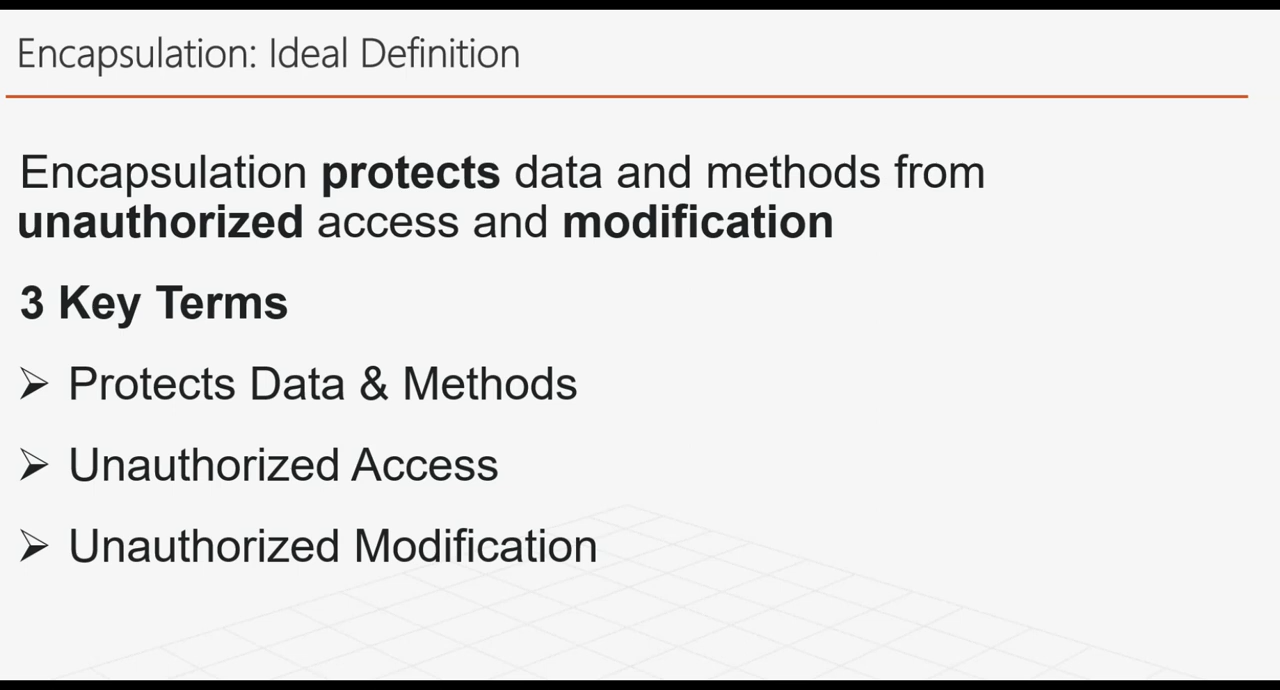 Encapsulation: Ideal Definition
Encapsulation protects data and methods from
unauthorized access and modification
3 Key Terms
➢ Protects Data & Methods
➢ Unauthorized Access
➢ Unauthorized Modification